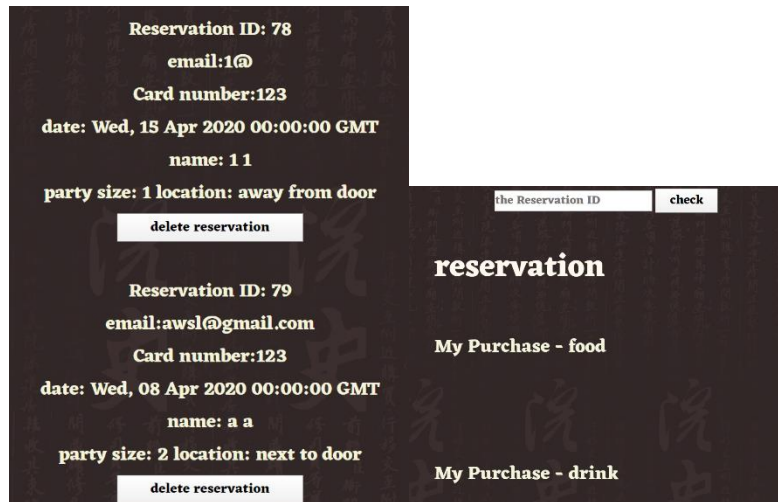 Reservation ID: 78
email:1@
Card number:123
date: Wed, 15 Apr 2020 00:00:00 GMT
name: 1 1
party size: 1 location: away from door
delete reservation
Reservation ID: 79
email:awsl@gmail.com
Card number:123
date: Wed, 08 Apr 2020 00:00:00 GMT
name: a a
party size: 2 location: next to door
delete reservation
the Reservation ID
check
reservation
My Purchase - food
My Purchase - drink